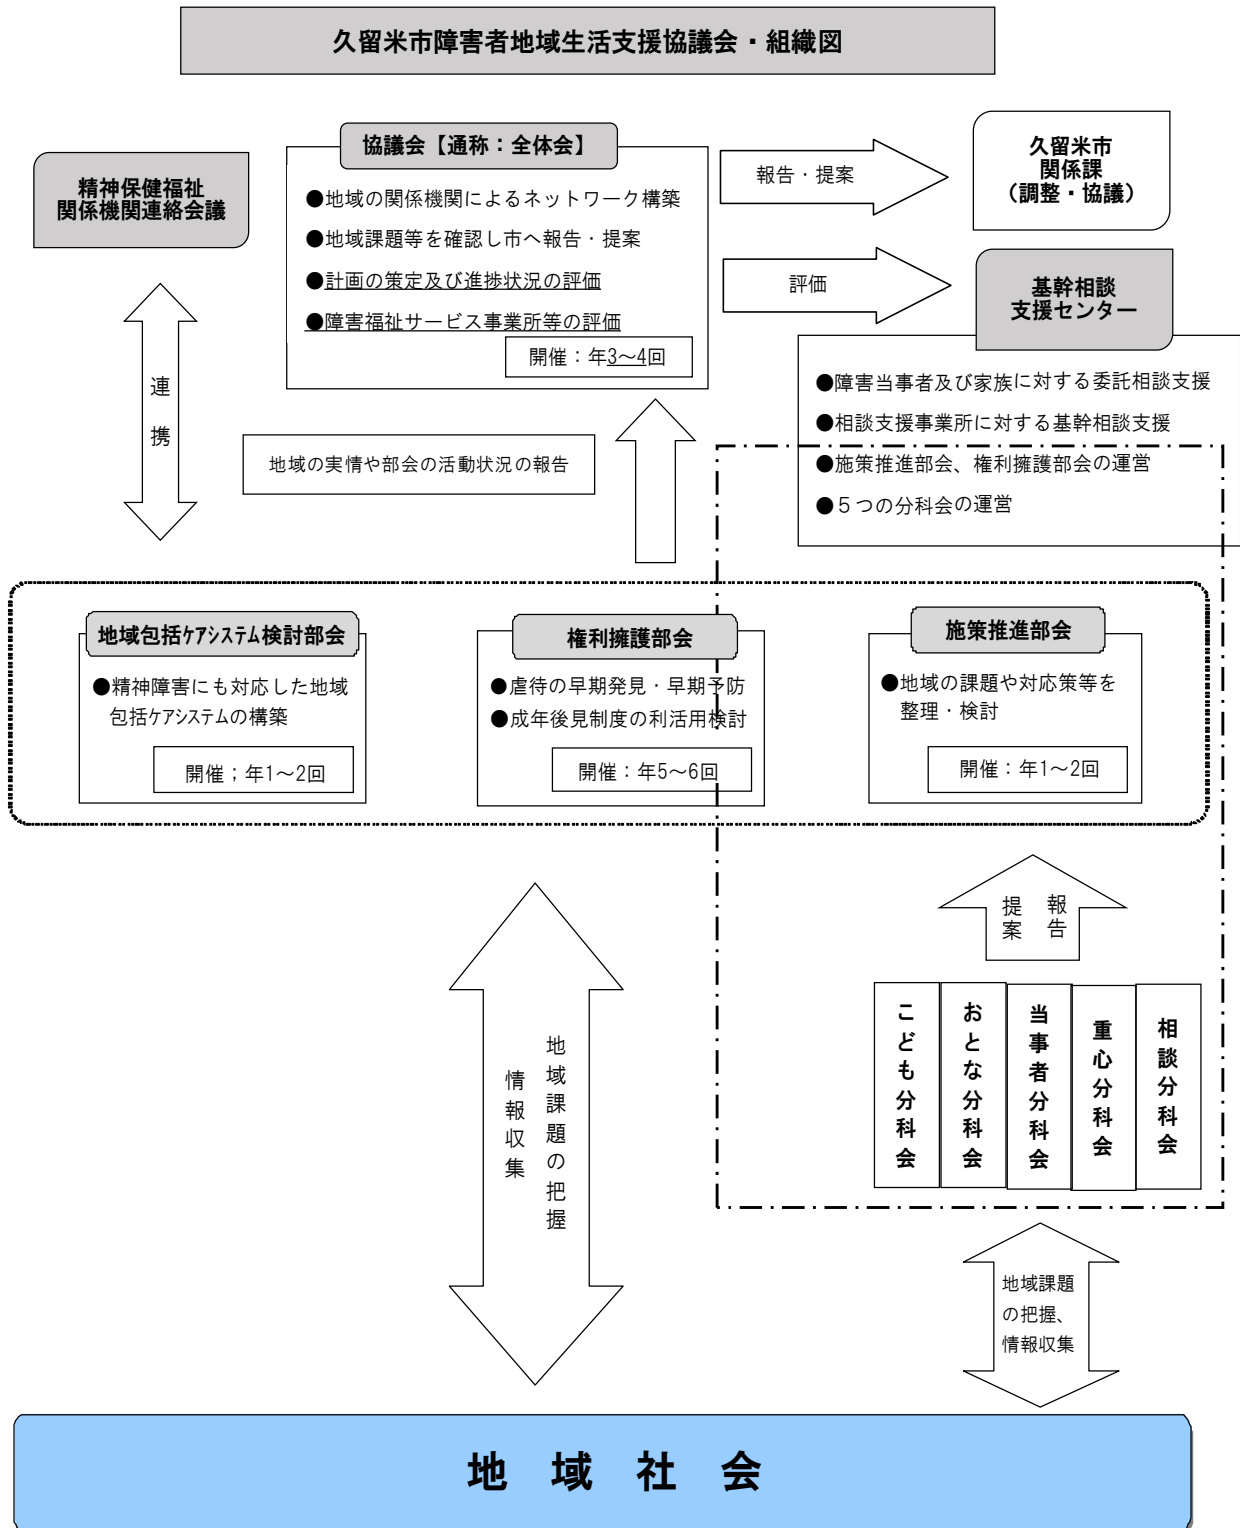 久留米市障害者地域生活支援協議会・組織図
精神保健福祉
関係機関連絡会議
協議会【通称：全体会】
●地域の関係機関によるネットワーク構築
●地域課題等を確認し市へ報告・提案
●計画の策定及び進捗状況の評価
●障害福祉サービス事業所等の評価
開催：年3～4回
報告・提案
評価
久留米市
関係課
（調整・協議）
基幹相談
支援センター
●障害当事者及び家族に対する委託相談支援
●相談支援事業所に対する基幹相談支援
●施策推進部会、権利擁護部会の運営
●５つの分科会の運営
連携
地域の実情や部会の活動状況の報告
地域包括ｹｱｼｽﾃﾑ検討部会
●精神障害にも対応した地域
包括ｹｱｼｽﾃﾑの構築
開催；年1～2回
権利擁護部会
●虐待の早期発見・早期予防
●成年後見制度の利活用検討
開催：年5～6回
施策推進部会
●地域の課題や対応策等を
整理・検討
開催：年1～2回
報告
提案
こども分科会
おとな分科会
当事者分科会
重心分科会
相談分科会
地域課題の把握
情報収集
地域課題
の把握、
情報収集
地域社会